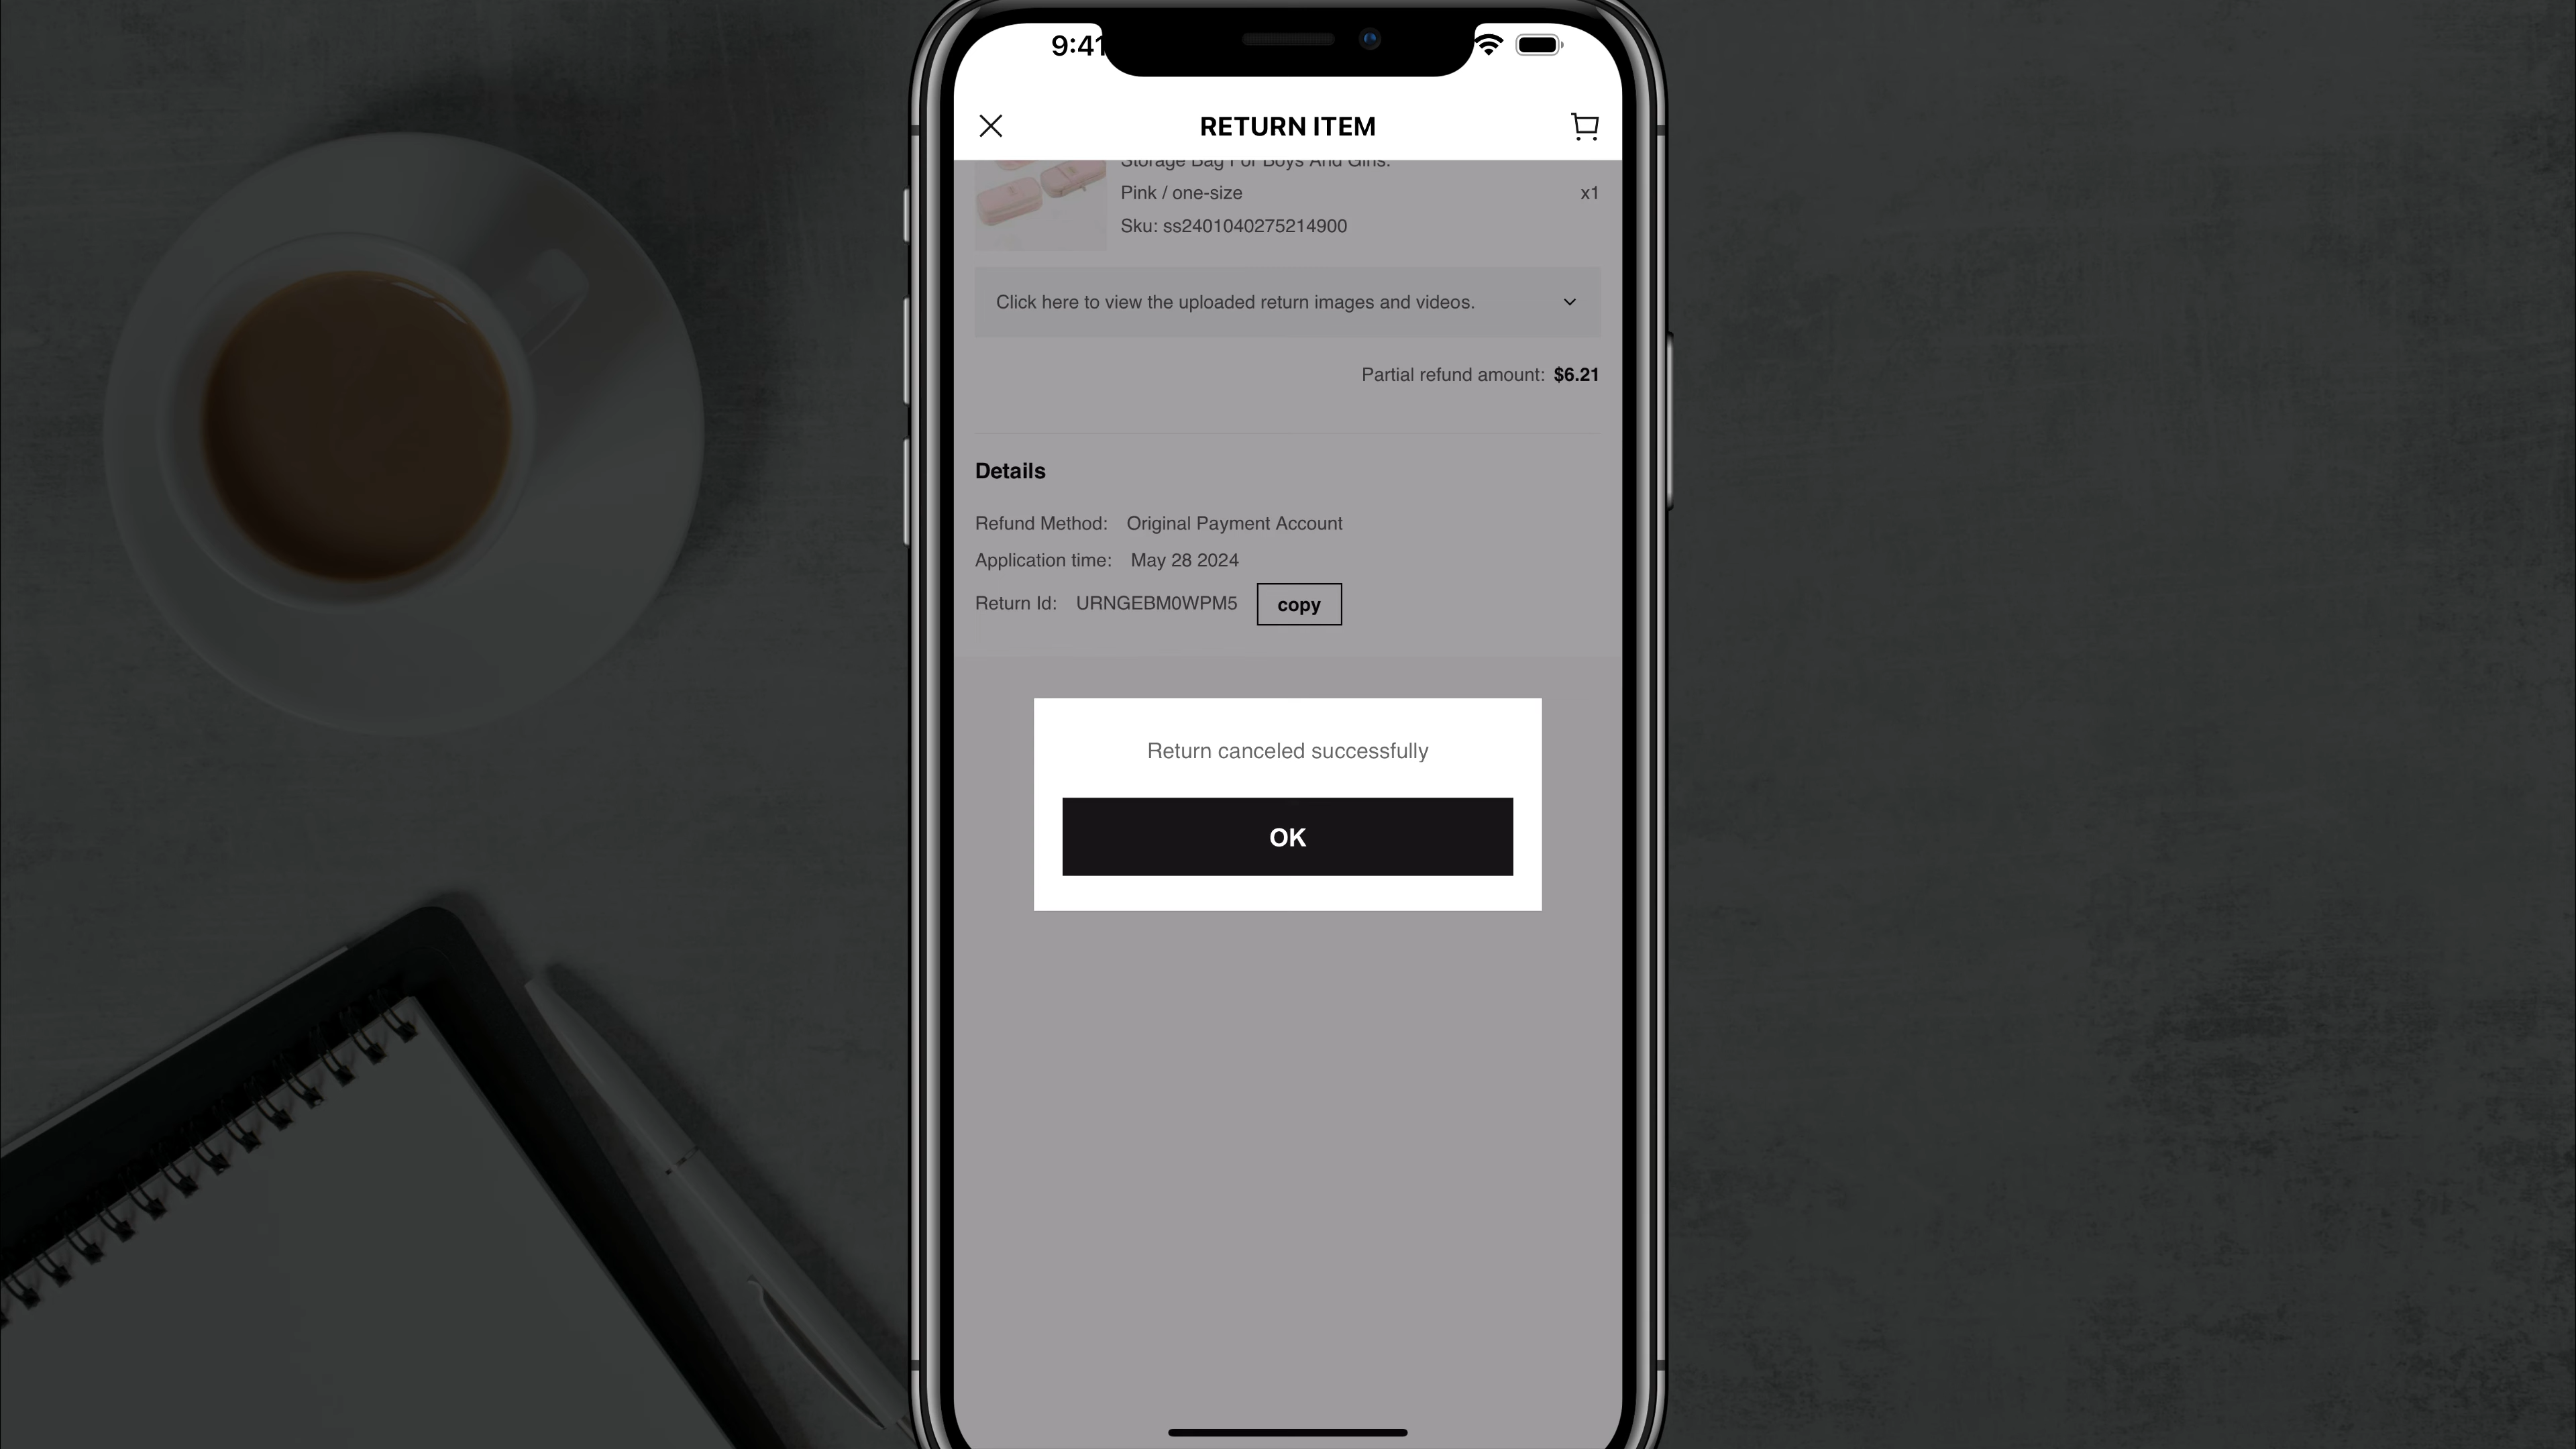 9:41
RETURN ITEM
Storage Bag For Boys And Girls.
Pink / one-size x1
Sku: ss2401040275214900
Click here to view the uploaded return images and videos.
Partial refund amount: $6.21
Details
Refund Method: Original Payment Account
Application time: May 28 2024
Return Id: URNGEBM0WPM5 copy
Return canceled successfully
OK